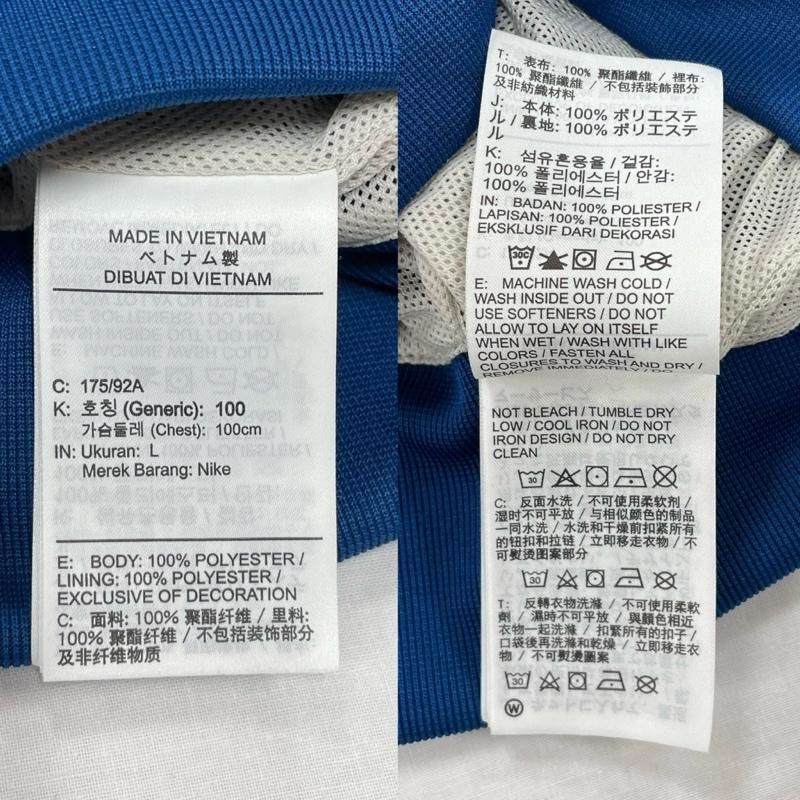 MADE IN VIETNAM
ベトナム製
DIBUAT DI VIETNAM
C: 175/92A
K: 호칭 (Generic): 100
가슴둘레 (Chest): 100cm
IN: Ukuran: L
Merek Barang: Nike
E: BODY: 100% POLYESTER /
LINING: 100% POLYESTER /
EXCLUSIVE OF DECORATION
C: 面料: 100% 聚酯纤维 / 里料:
100% 聚酯纤维 / 不包括装饰部分
及非纤维物质
T: 表布: 100% 聚酯纖維 / 裡布:
100% 聚酯纖維 / 不包括裝飾部分
及非紡織材料
J: 本体: 100% ポリエステ
ル / 裏地: 100% ポリエステ
ル
K: 섬유혼용율 / 겉감:
100% 폴리에스터 / 안감:
100% 폴리에스터
IN: BADAN: 100% POLIESTER /
LAPISAN: 100% POLIESTER /
EKSKLUSIF DARI DEKORASI
30C
E: MACHINE WASH COLD /
WASH INSIDE OUT / DO NOT
USE SOFTENERS / DO NOT
ALLOW TO LAY ON ITSELF
WHEN WET / WASH WITH LIKE
COLORS / FASTEN ALL
CLOSURES TO WASH AND DRY /
REMOVE IMMEDIATELY / DO
NOT BLEACH / TUMBLE DRY
LOW / COOL IRON / DO NOT
IRON DESIGN / DO NOT DRY
CLEAN
30
C: 反面水洗 / 不可使用柔软剂 /
湿时不可平放 / 与相似颜色的制品
一同水洗 / 水洗和干燥前扣紧所有
的钮扣和拉链 / 立即移走衣物 / 不
可熨烫图案部分
30
T: 反轉衣物洗滌 / 不可使用柔軟
劑 / 濕時不可平放 / 與顏色相近
衣物一起洗滌 / 扣緊所有的扣子 /
口袋後再洗滌和乾燥 / 立即移走衣
物 / 不可熨燙圖案
30
W